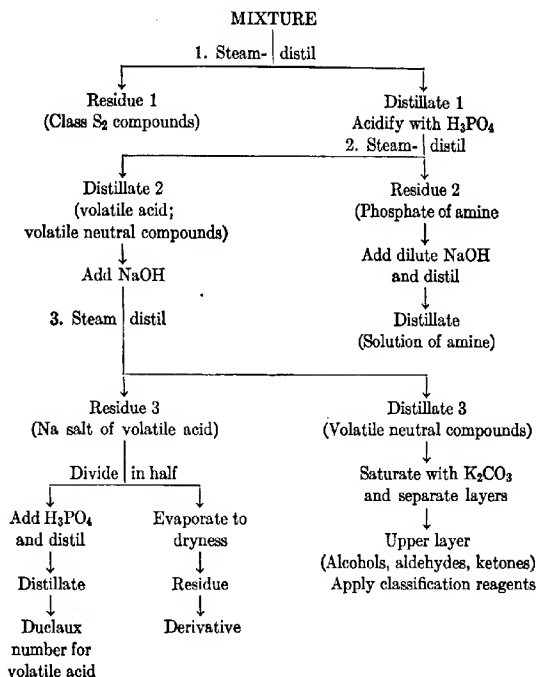 MIXTURE
1. Steam- distil
Residue 1
(Class S₂ compounds)
Distillate 1
Acidify with H₃PO₄
2. Steam- distil
Distillate 2
(volatile acid;
volatile neutral compounds)
Add NaOH
3. Steam distil
Residue 2
(Phosphate of amine
Add dilute NaOH
and distil
Distillate
(Solution of amine)
Residue 3
(Na salt of volatile acid)
Divide in half
Add H₃PO₄
and distil
Distillate
Duclaux
number for
volatile acid
Evaporate to
dryness
Residue
Derivative
Distillate 3
(Volatile neutral compounds)
Saturate with K₂CO₃
and separate layers
Upper layer
(Alcohols, aldehydes, ketones)
Apply classification reagents